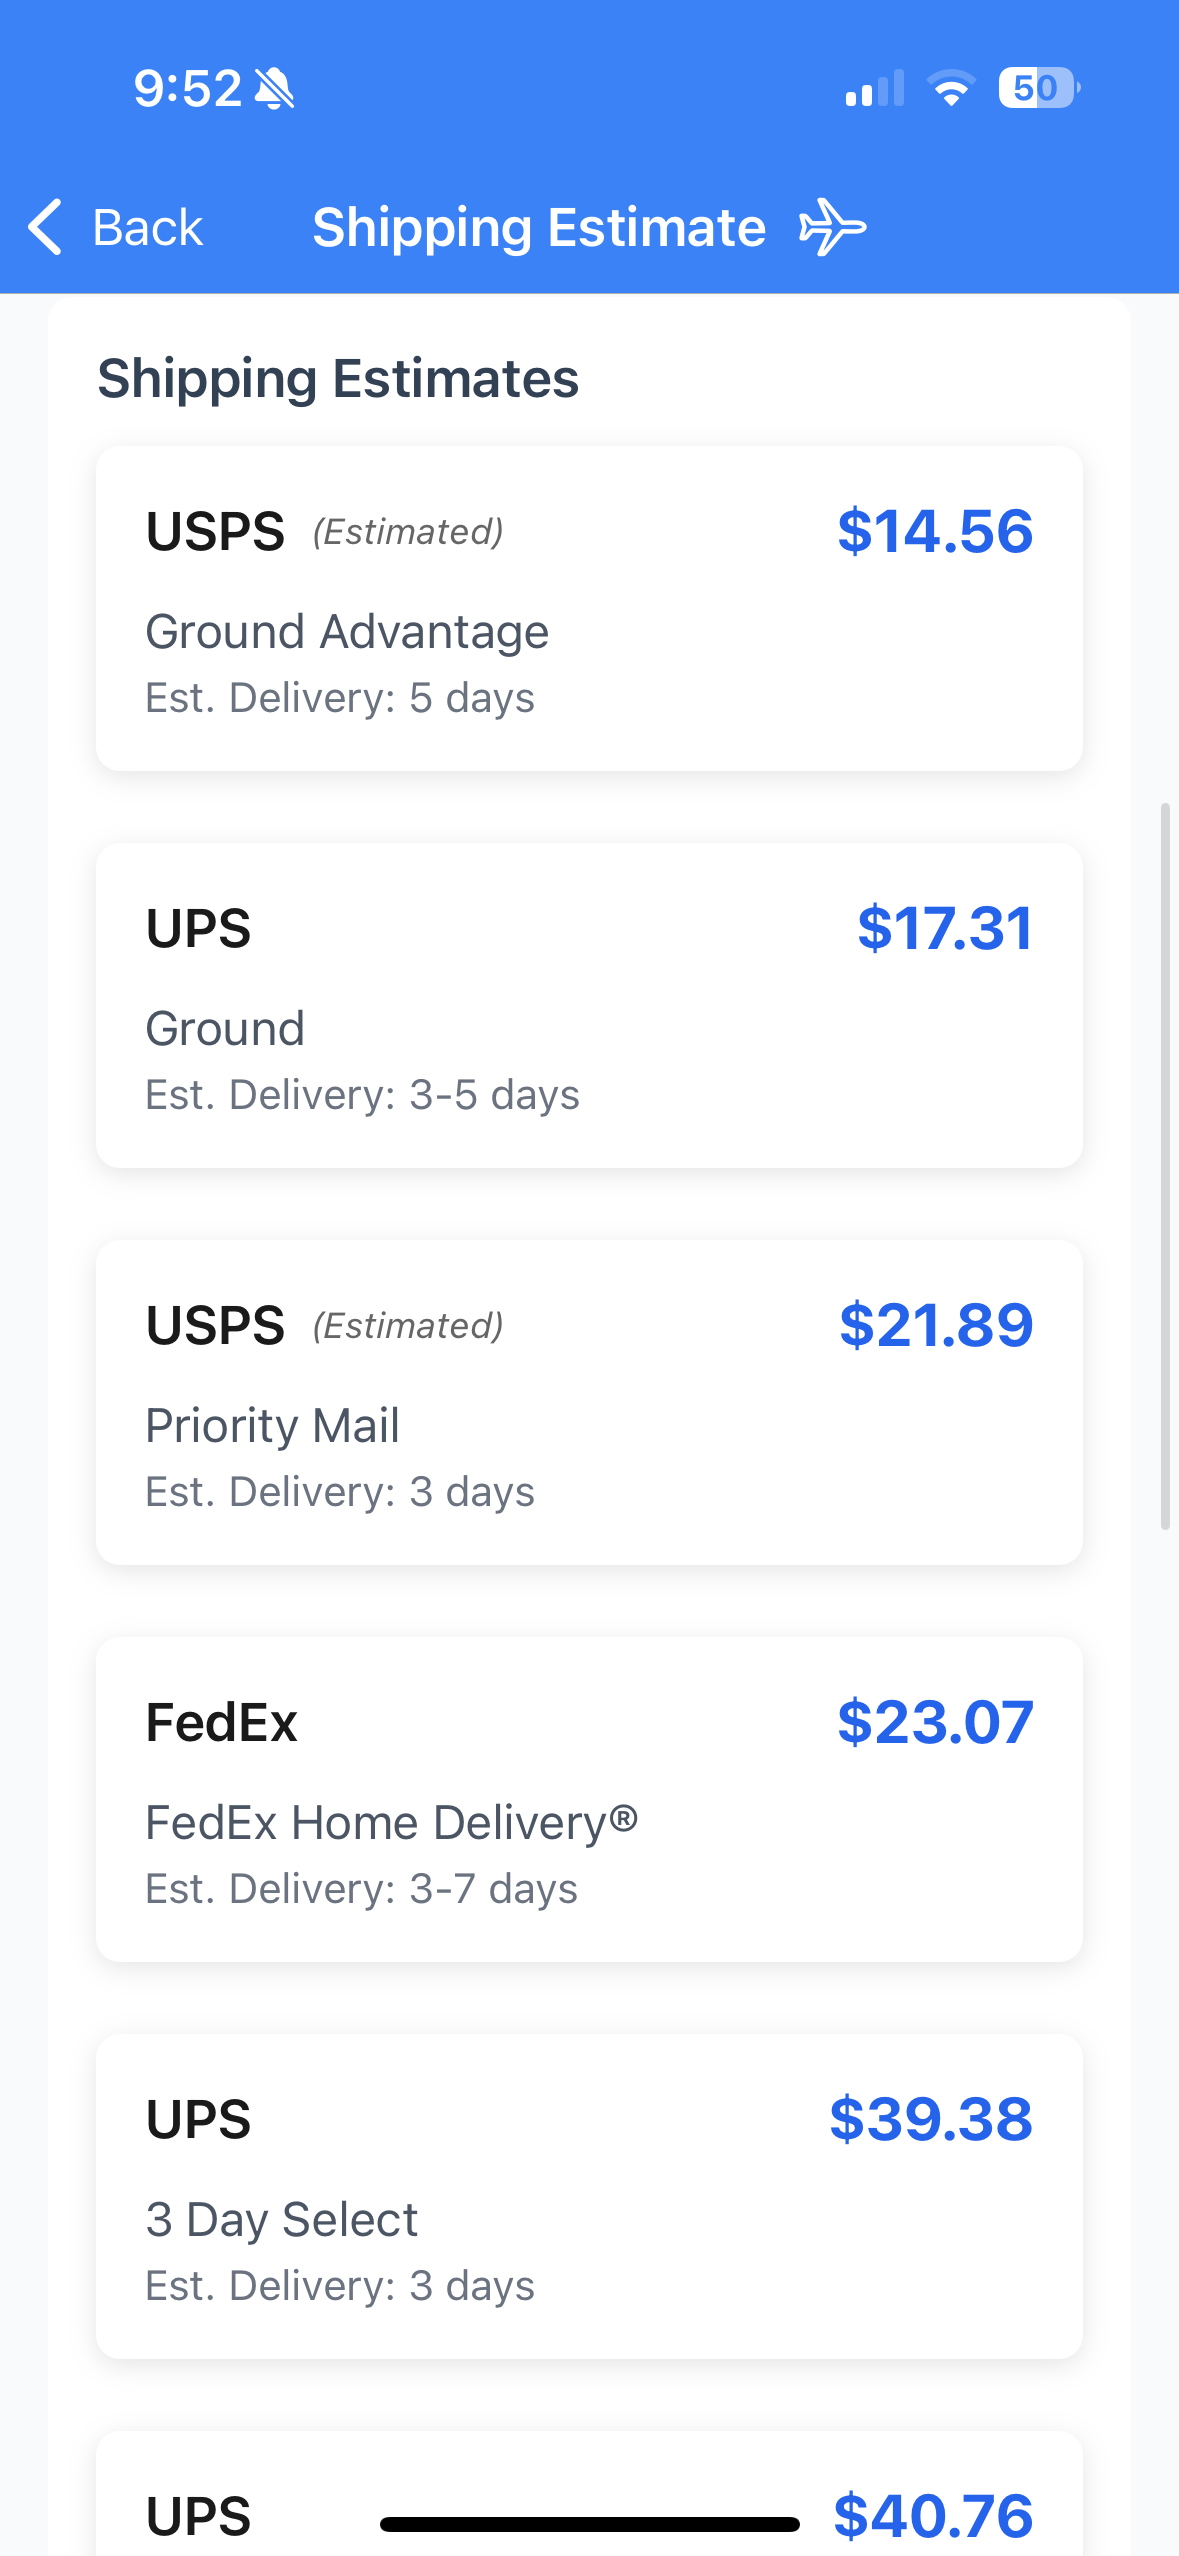 9:52
50
Back
Shipping Estimate
Shipping Estimates
USPS (Estimated) $14.56
Ground Advantage
Est. Delivery: 5 days
UPS $17.31
Ground
Est. Delivery: 3-5 days
USPS (Estimated) $21.89
Priority Mail
Est. Delivery: 3 days
FedEx $23.07
FedEx Home Delivery®
Est. Delivery: 3-7 days
UPS $39.38
3 Day Select
Est. Delivery: 3 days
UPS $40.76